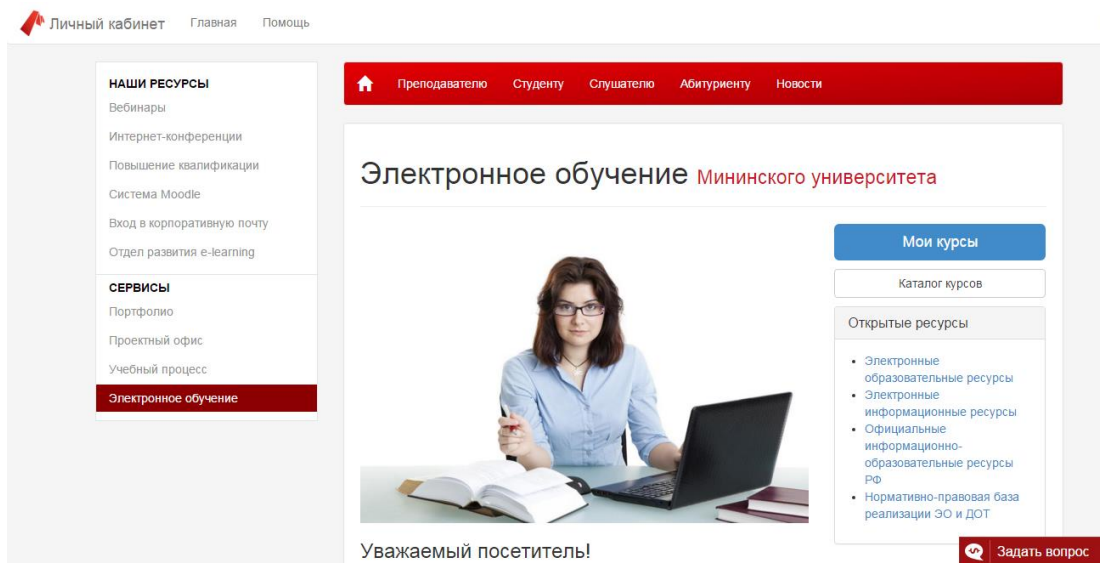 Личный кабинет Главная Помощь
НАШИ РЕСУРСЫ
Вебинары
Интернет-конференции
Повышение квалификации
Система Moodle
Вход в корпоративную почту
Отдел развития e-learning
СЕРВИСЫ
Портфолио
Проектный офис
Учебный процесс
Электронное обучение
Преподавателю Студенту Слушателю Абитуриенту Новости
Электронное обучение Мининского университета
Мои курсы
Каталог курсов
Открытые ресурсы
Электронные
образовательные ресурсы
Электронные
информационные ресурсы
Официальные
информационно-
образовательные ресурсы
РФ
Нормативно-правовая база
реализации ЭО и ДОТ
Уважаемый посетитель!
Задать вопрос